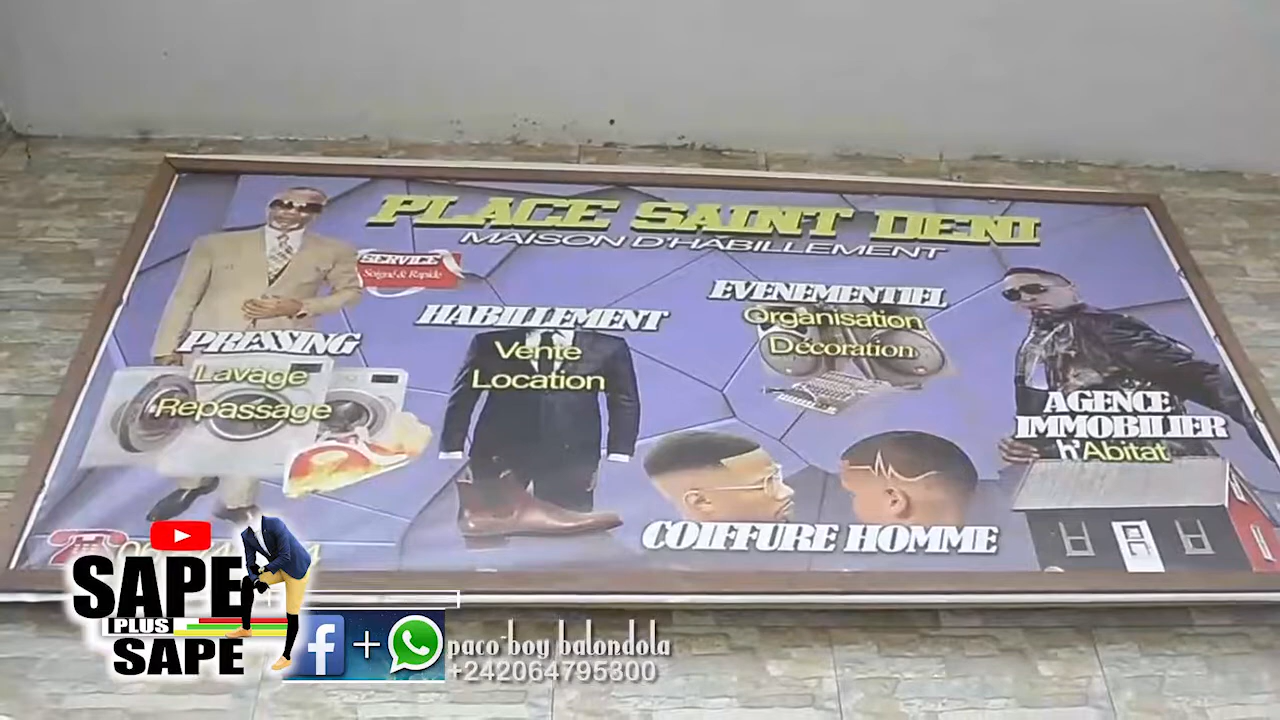 PLACE SAINT DENI
MAISON D'HABILLEMENT
SERVICE
Soigné & Rapide
PRESSING
Lavage
Repassage
HABILLEMENT
Vente
Location
EVENEMENTIEL
Organisation
Décoration
AGENCE
IMMOBILIER
h'Abitat
COIFFURE HOMME
SAPE
PLUS
SAPE
f + paco boy balondola
+242064795300